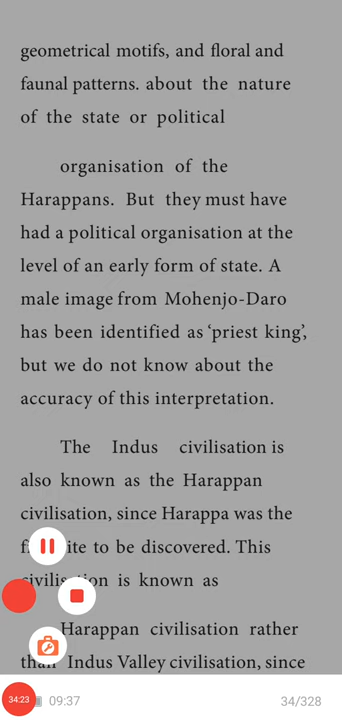 geometrical motifs, and floral and
faunal patterns. about the nature
of the state or political
organisation of the
Harappans. But they must have
had a political organisation at the
level of an early form of state. A
male image from Mohenjo-Daro
has been identified as ‘priest king’,
but we do not know about the
accuracy of this interpretation.
The Indus civilisation is
also known as the Harappan
civilisation, since Harappa was the
to be discovered. This
civilisation is known as
Harappan civilisation rather
than Indus Valley civilisation, since
34:23 09:37 34/328